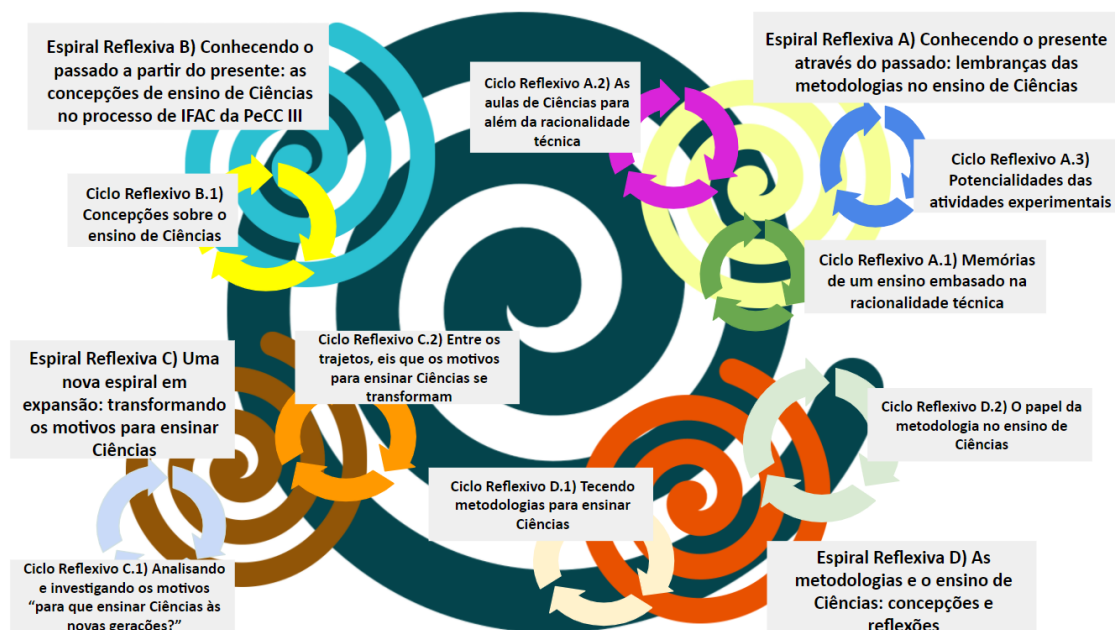 Espiral Reflexiva B) Conhecendo o
passado a partir do presente: as
concepções de ensino de Ciências
no processo de IFAC da PeCC III
Ciclo Reflexivo B.1)
Concepções sobre o
ensino de Ciências
Ciclo Reflexivo A.2) As
aulas de Ciências para
além da racionalidade
técnica
Espiral Reflexiva A) Conhecendo o presente
através do passado: lembranças das
metodologias no ensino de Ciências
Ciclo Reflexivo A.3)
Potencialidades das
atividades experimentais
Ciclo Reflexivo A.1) Memórias
de um ensino embasado na
racionalidade técnica
Espiral Reflexiva C) Uma
nova espiral em
expansão: transformando
os motivos para ensinar
Ciências
Ciclo Reflexivo C.2) Entre os
trajetos, eis que os motivos
para ensinar Ciências se
transformam
Ciclo Reflexivo C.1) Analisando
e investigando os motivos
“para que ensinar Ciências às
novas gerações?”
Ciclo Reflexivo D.1) Tecendo
metodologias para ensinar
Ciências
Ciclo Reflexivo D.2) O papel da
metodologia no ensino de
Ciências
Espiral Reflexiva D) As
metodologias e o ensino de
Ciências: concepções e
reflexões